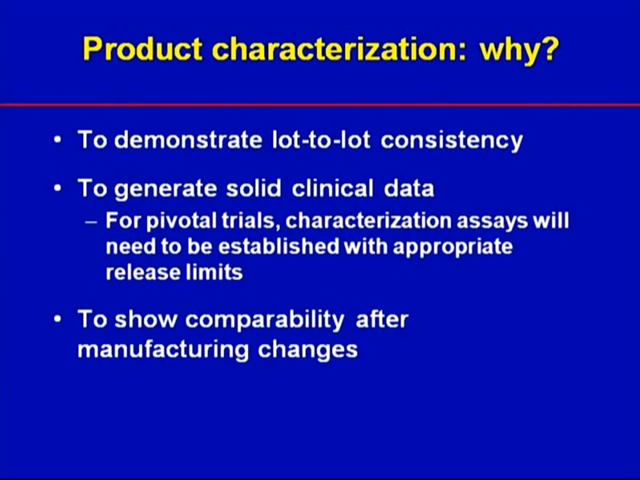 Product characterization: why?
• To demonstrate lot-to-lot consistency
• To generate solid clinical data
– For pivotal trials, characterization assays will
need to be established with appropriate
release limits
• To show comparability after
manufacturing changes